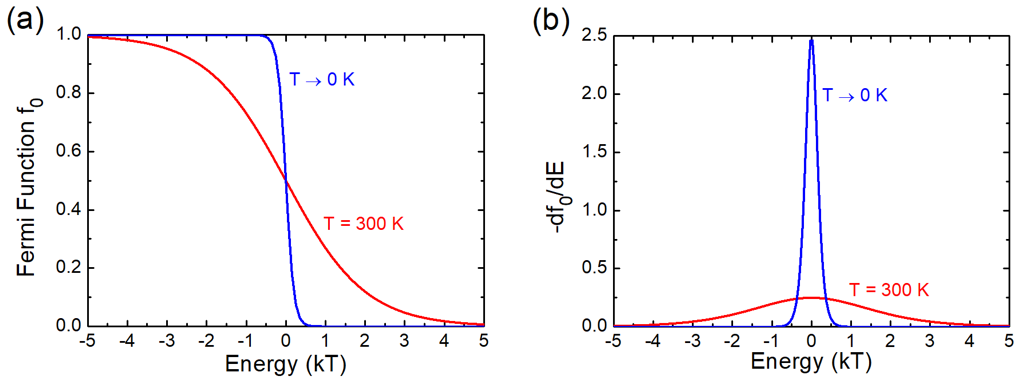 (a)
Fermi Function f₀
1.0
0.8
0.6
0.4
0.2
0.0
T → 0 K
T = 300 K
-5 -4 -3 -2 -1 0 1 2 3 4 5
Energy (kT)
(b)
-df₀/dE
2.5
2.0
1.5
1.0
0.5
0.0
T → 0 K
T = 300 K
-5 -4 -3 -2 -1 0 1 2 3 4 5
Energy (kT)